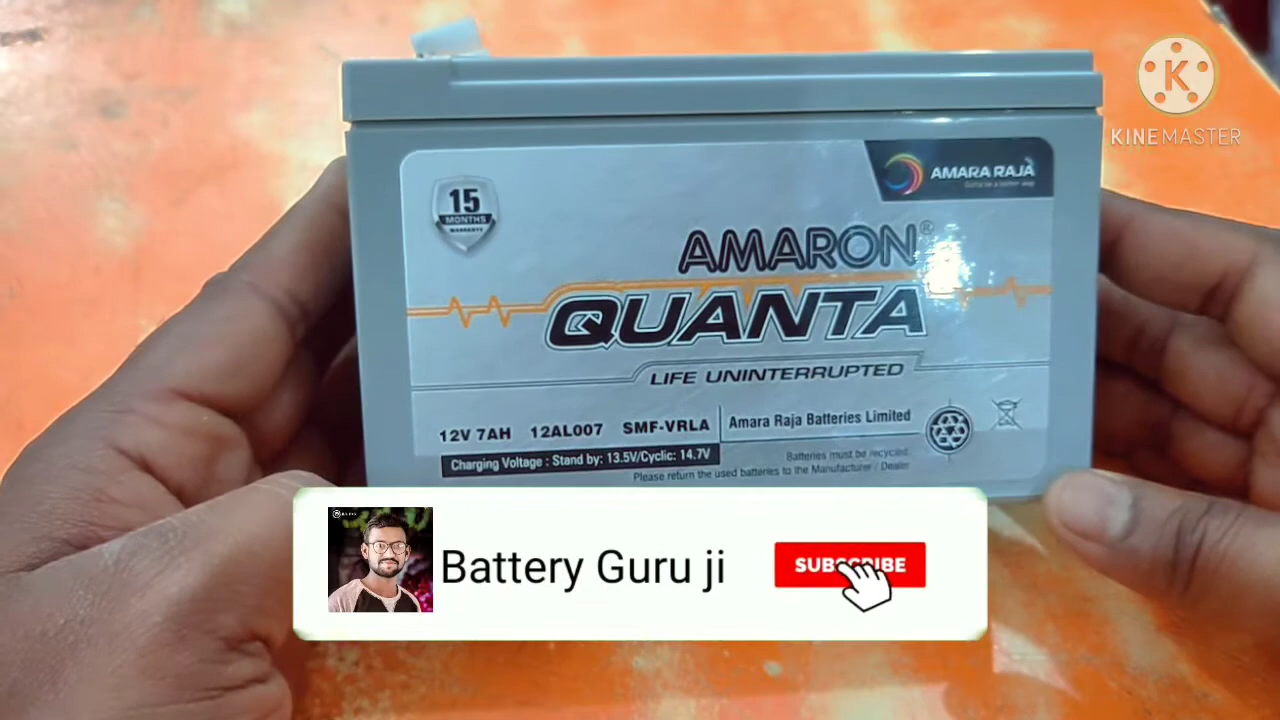 KINEMASTER
AMARA RAJA
15
MONTHS
WARRANTY
AMARON®
QUANTA
LIFE UNINTERRUPTED
12V 7AH 12AL007 SMF-VRLA
Amara Raja Batteries Limited
Charging Voltage : Stand by: 13.5V/Cyclic: 14.7V
Batteries must be recycled.
Please return the used batteries to the Manufacturer / Dealer
Battery Guru ji
SUBSCRIBE